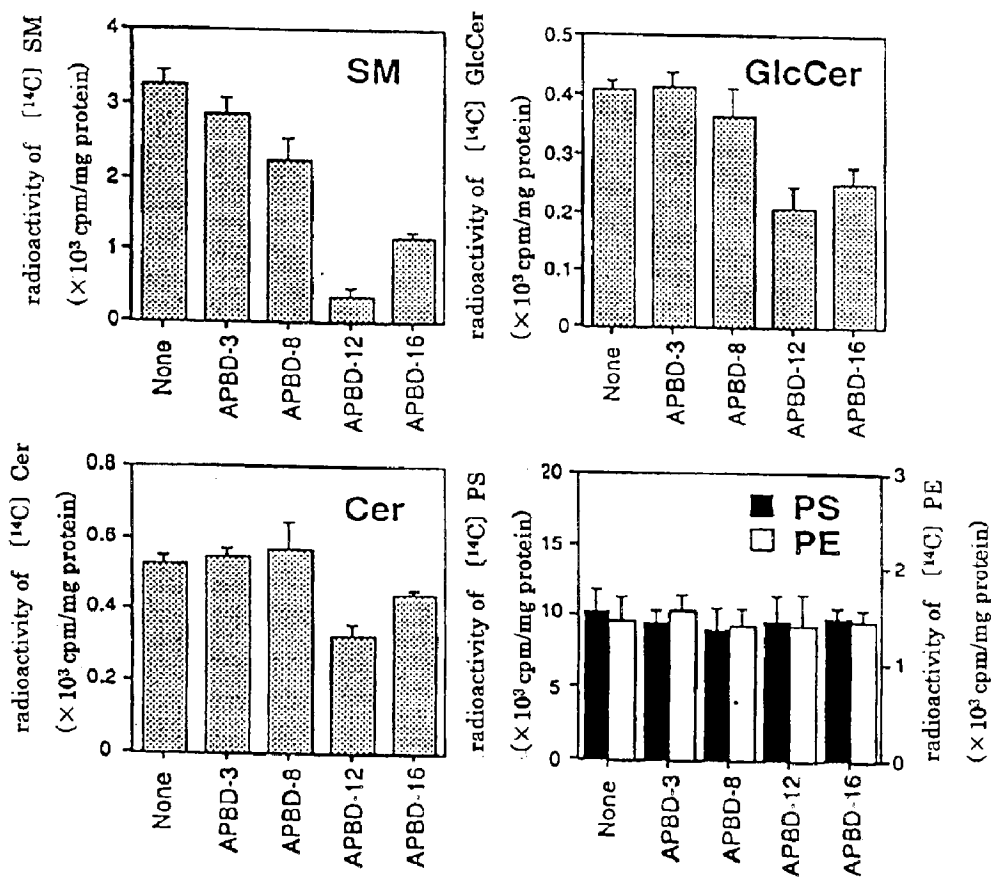 radioactivity of [¹⁴C] SM
(×10³ cpm/mg protein)
4
3
2
1
0
SM
None
APBD-3
APBD-8
APBD-12
APBD-16
radioactivity of [¹⁴C] GlcCer
(×10³ cpm/mg protein)
0.5
0.4
0.3
0.2
0.1
0
GlcCer
None
APBD-3
APBD-8
APBD-12
APBD-16
radioactivity of [¹⁴C] Cer
(×10³ cpm/mg protein)
0.8
0.6
0.4
0.2
0
Cer
None
APBD-3
APBD-8
APBD-12
APBD-16
radioactivity of [¹⁴C] PS
(×10³ cpm/mg protein)
20
15
10
5
0
PS
PE
3
2
1
0
radioactivity of [¹⁴C] PE
(×10³ cpm/mg protein)
None
APBD-3
APBD-8
APBD-12
APBD-16